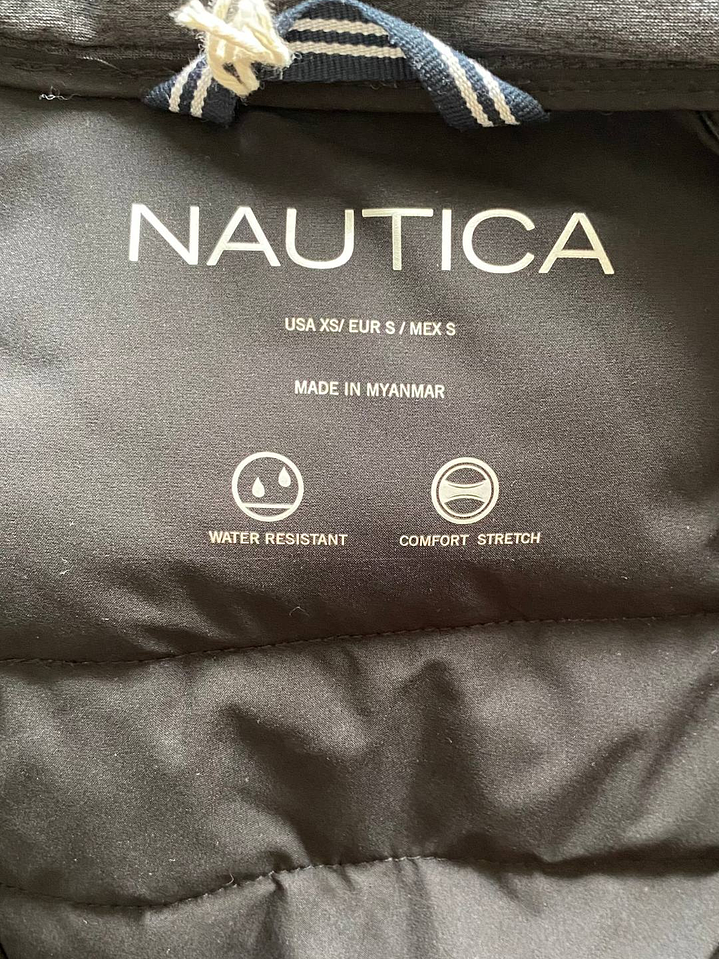 NAUTICA
USA XS/ EUR S / MEX S
MADE IN MYANMAR
WATER RESISTANT
COMFORT STRETCH